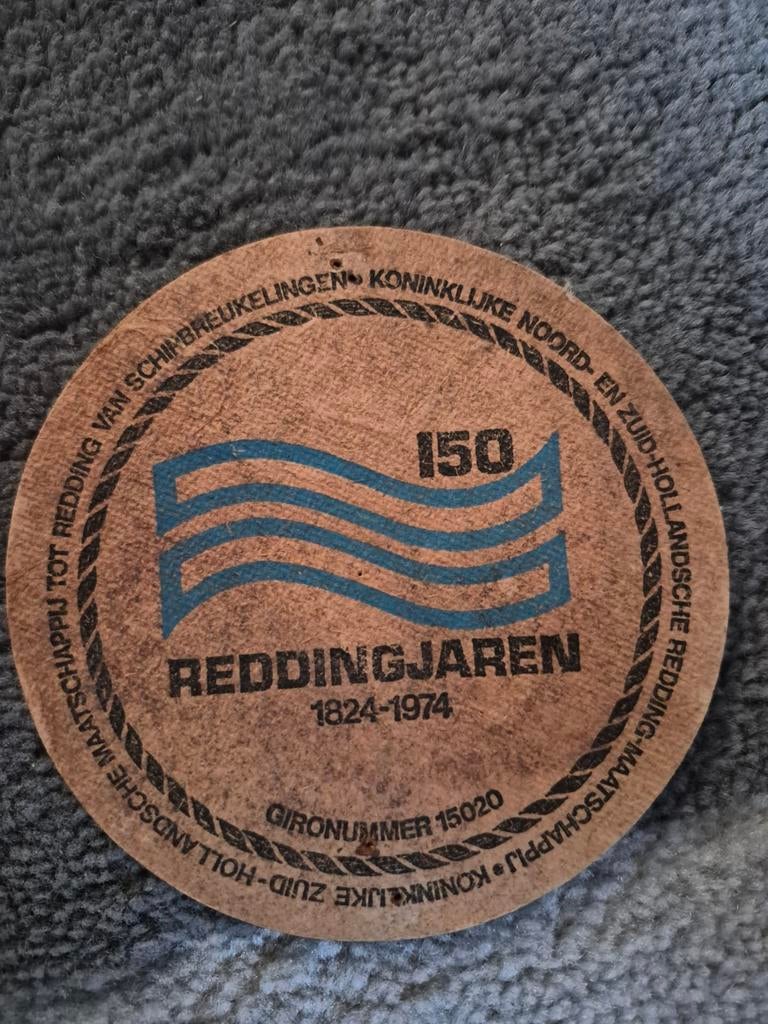 KONINKLIJKE NOORD- EN ZUID-HOLLANDSCHE REDDING-MAATSCHAPPIJ •
KONINKLIJKE ZUID-HOLLANDSCHE MAATSCHAPPIJ TOT REDDING VAN SCHIPBREUKELINGEN •
150
REDDINGJAREN
1824-1974
GIRONUMMER 15020